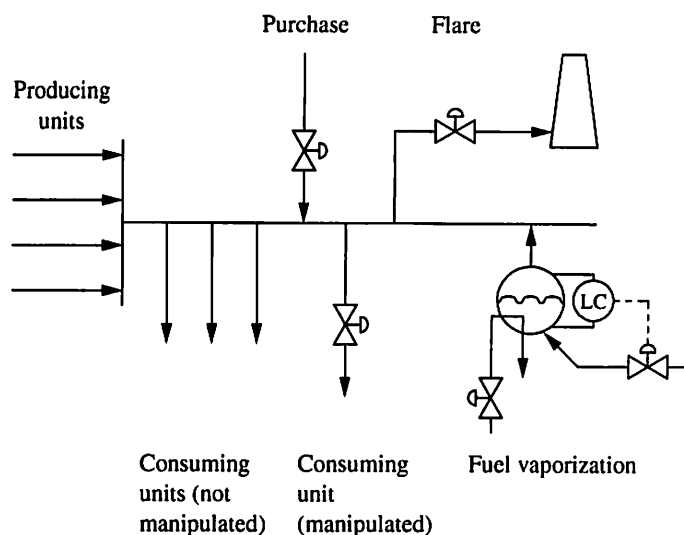 Purchase
Flare
Producing
units
LC
Consuming
units (not
manipulated)
Consuming
unit
(manipulated)
Fuel vaporization